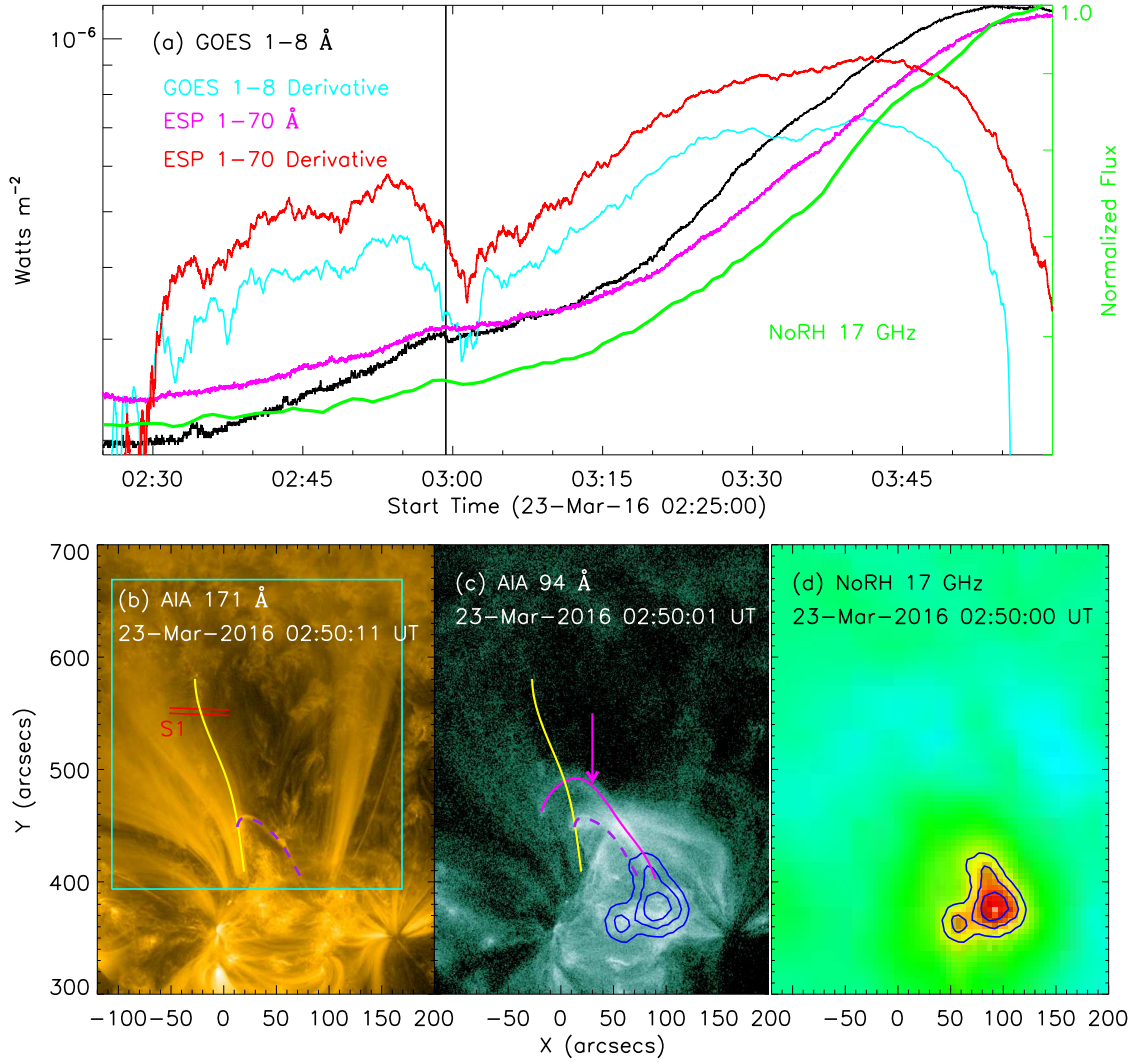 (a) GOES 1−8 Å
GOES 1−8 Derivative
ESP 1−70 Å
ESP 1−70 Derivative
10⁻⁶
Watts m⁻²
1.0
Normalized Flux
NoRH 17 GHz
02:30 02:45 03:00 03:15 03:30 03:45
Start Time (23−Mar−16 02:25:00)
(b) AIA 171 Å
23−Mar−2016 02:50:11 UT
S1
(c) AIA 94 Å
23−Mar−2016 02:50:01 UT
(d) NoRH 17 GHz
23−Mar−2016 02:50:00 UT
700
600
500
400
300
Y (arcsecs)
−100 −50 0 50 100 150 200 −50 0 50 100 150 200 −50 0 50 100 150 200
X (arcsecs)